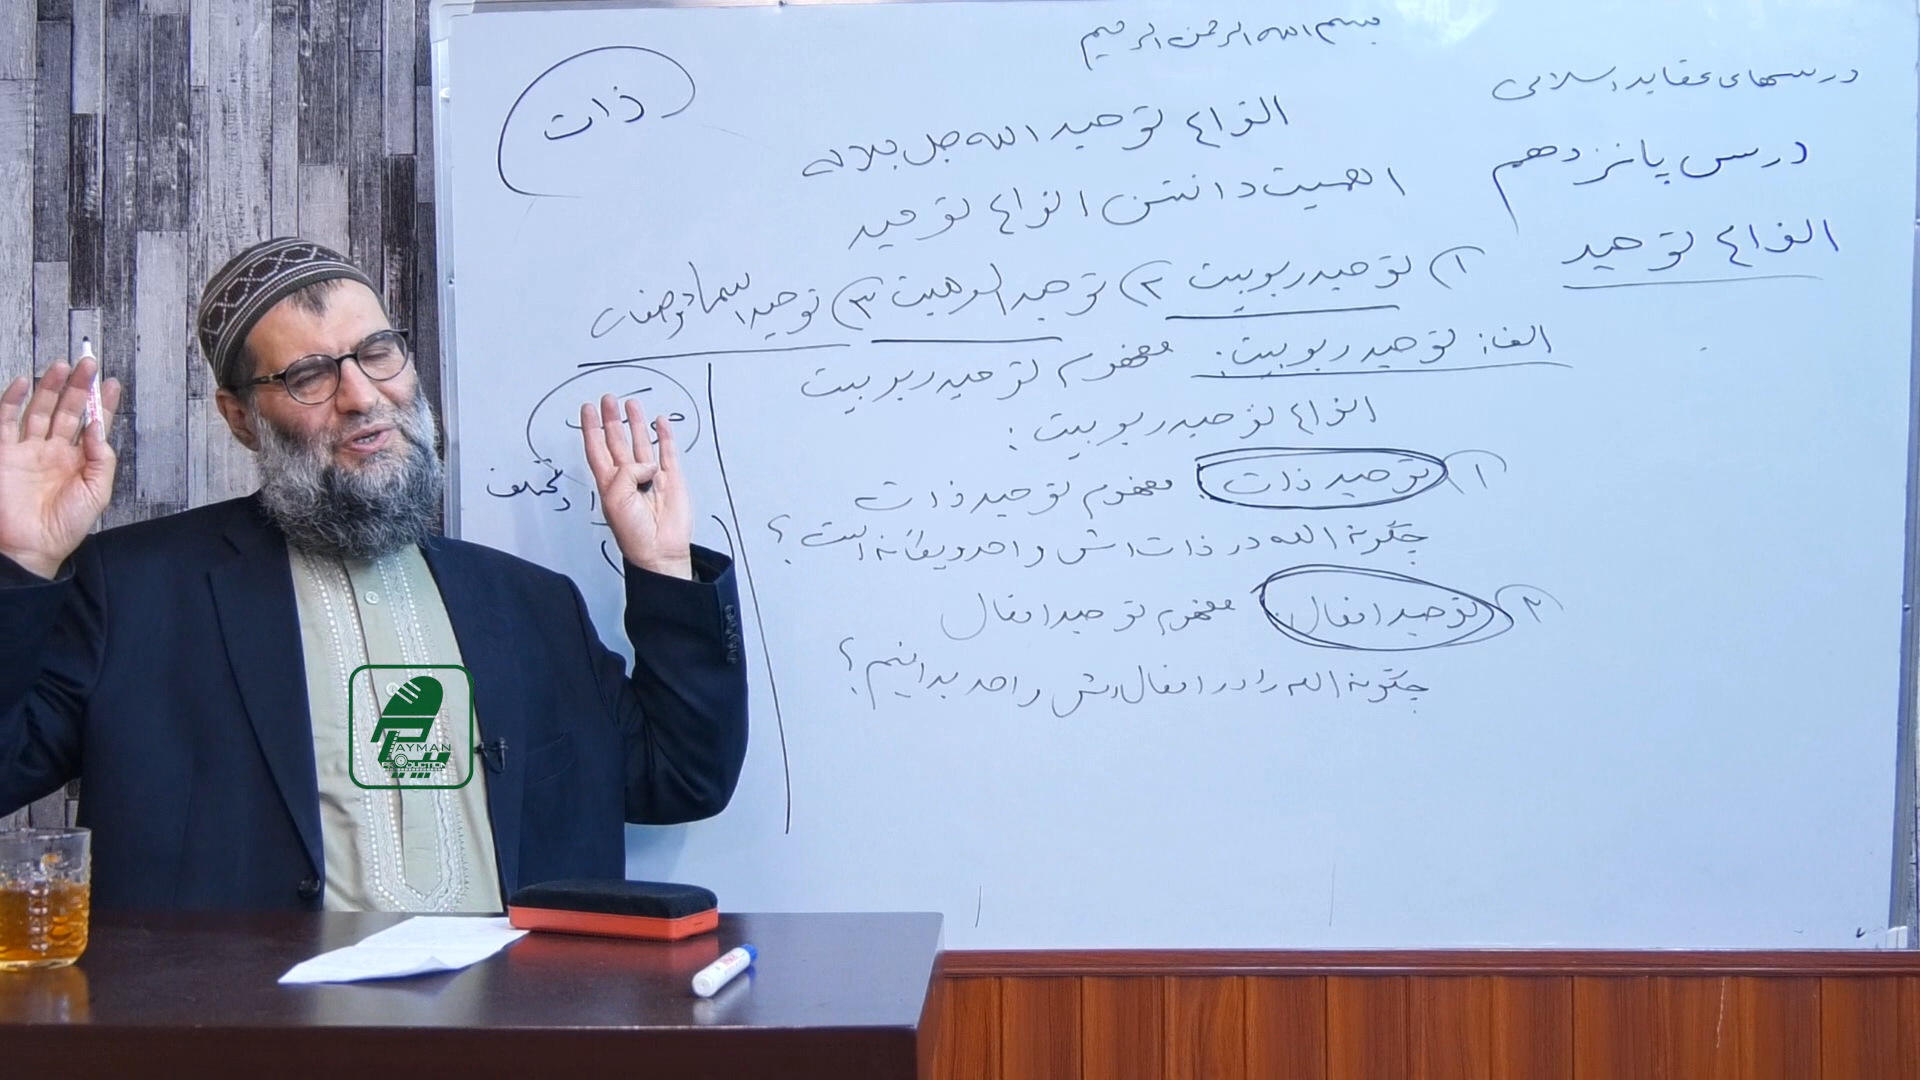 بسم الله الرحمن الرحیم
درسهای عقاید اسلامی
درس پانزدهم
انواع توحید
انواع توحید الله جل جلاله
اهمیت دانستن انواع توحید
۱) توحید ربوبیت ۲) توحید الوهیت ۳) توحید اسماء و صفات
الف: توحید ربوبیت: مفهوم توحید ربوبیت
انواع توحید ربوبیت:
۱) توحید ذات مفهوم توحید ذات
چگونه الله در ذات اش واحد و یگانه است؟
۲) توحید افعال مفهوم توحید افعال
چگونه الله را در افعال اش واحد بدانیم؟
ذات
مختلف
PAYMAN
PRODUCTION